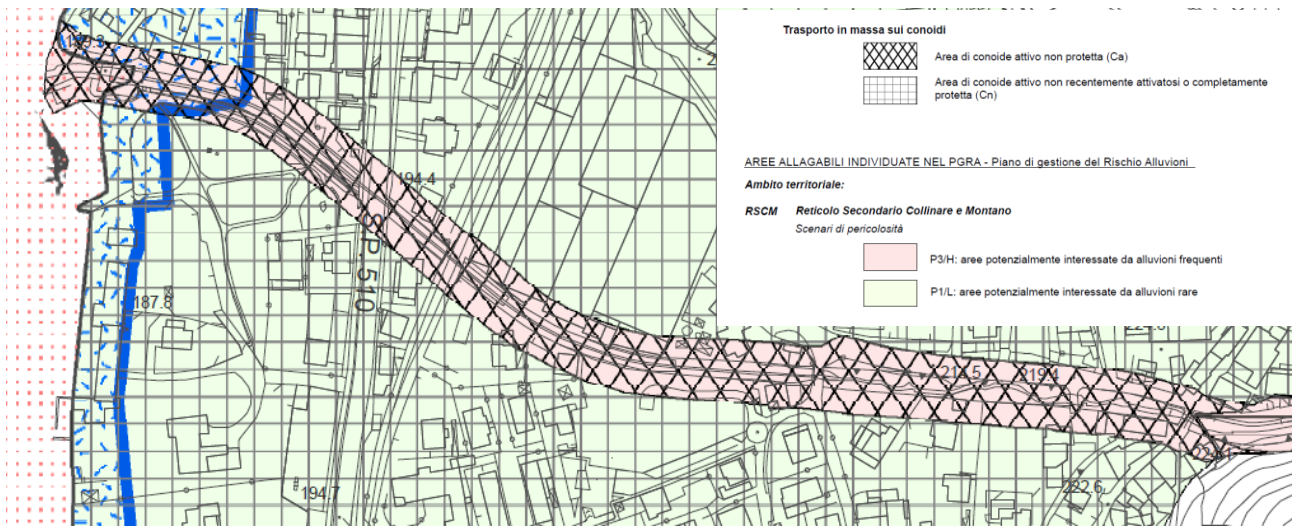 Trasporto in massa sui conoidi
Area di conoide attivo non protetta (Ca)
Area di conoide attivo non recentemente attivatosi o completamente
protetta (Cn)
AREE ALLAGABILI INDIVIDUATE NEL PGRA - Piano di gestione del Rischio Alluvioni
Ambito territoriale:
RSCM Reticolo Secondario Collinare e Montano
Scenari di pericolosità
P3/H: aree potenzialmente interessate da alluvioni frequenti
P1/L: aree potenzialmente interessate da alluvioni rare
194.4
S.P. 510
187.8
219.4
222.6
194.7